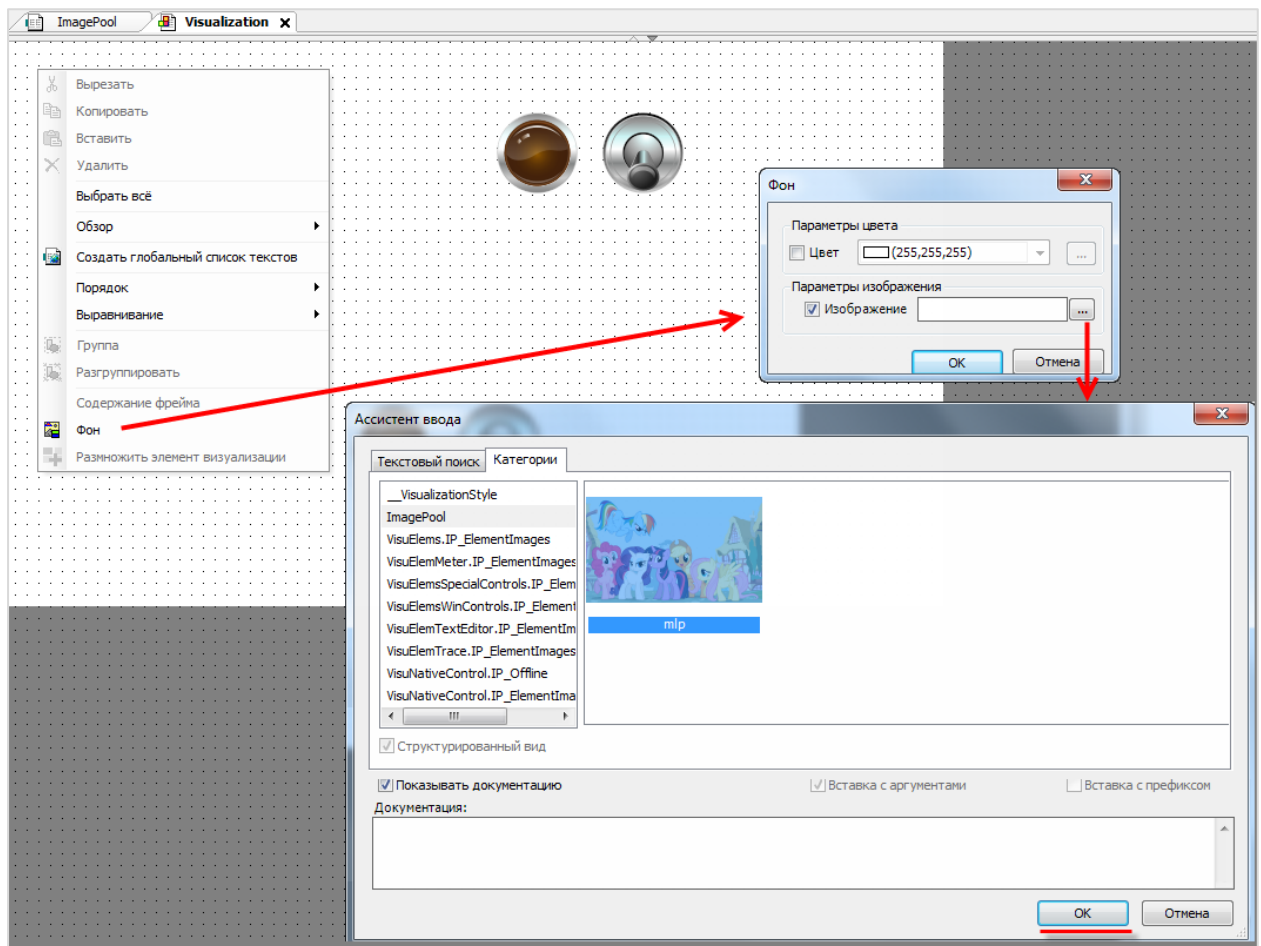 ImagePool
Visualization
Вырезать
Копировать
Вставить
Удалить
Выбрать всё
Обзор
Создать глобальный список текстов
Порядок
Выравнивание
Группа
Разгруппировать
Содержание фрейма
Фон
Размножить элемент визуализации
Фон
Параметры цвета
Цвет (255,255,255) ...
Параметры изображения
Изображение ...
OK Отмена
Ассистент ввода
Текстовый поиск Категории
__VisualizationStyle
ImagePool
VisuElems.IP_ElementImages
VisuElemMeter.IP_ElementImages
VisuElemsSpecialControls.IP_Elem
VisuElemsWinControls.IP_Element
VisuElemTextEditor.IP_ElementIm
VisuElemTrace.IP_ElementImages
VisuNativeControl.IP_Offline
VisuNativeControl.IP_ElementIma
mlp
Структурированный вид
Показывать документацию Вставка с аргументами Вставка с префиксом
Документация:
OK Отмена